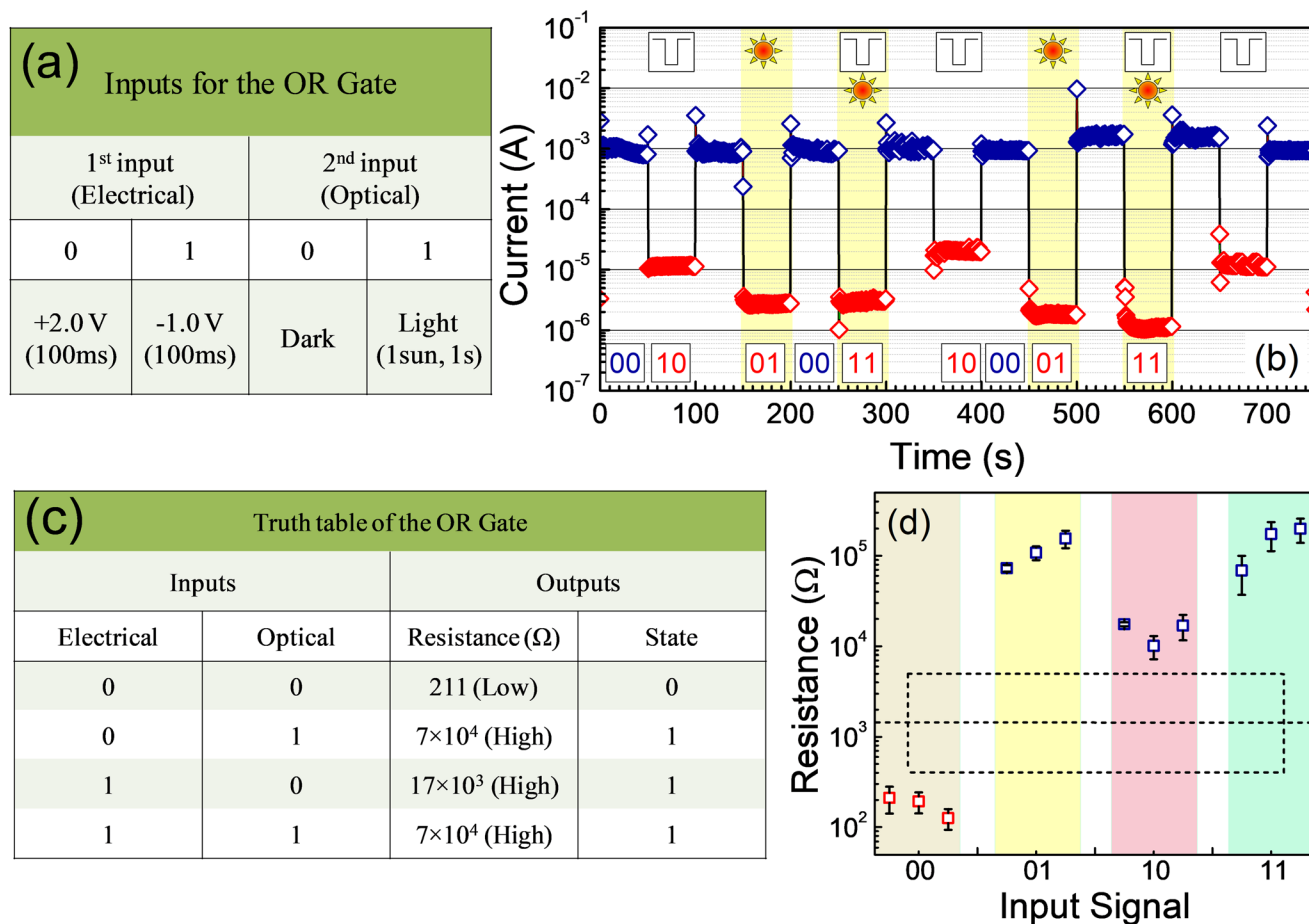 (a)
Inputs for the OR Gate
1st input (Electrical) 2nd input (Optical)
0 1 0 1
+2.0 V (100ms) -1.0 V (100ms) Dark Light (1sun, 1s)
10⁻¹
10⁻²
10⁻³
10⁻⁴
10⁻⁵
10⁻⁶
10⁻⁷
Current (A)
00 10 01 00 11 10 00 01 11 (b)
0 100 200 300 400 500 600 700
Time (s)
(c)
Truth table of the OR Gate
Inputs Outputs
Electrical Optical Resistance (Ω) State
0 0 211 (Low) 0
0 1 7×10⁴ (High) 1
1 0 17×10³ (High) 1
1 1 7×10⁴ (High) 1
(d)
10⁵
10⁴
10³
10²
Resistance (Ω)
00 01 10 11
Input Signal